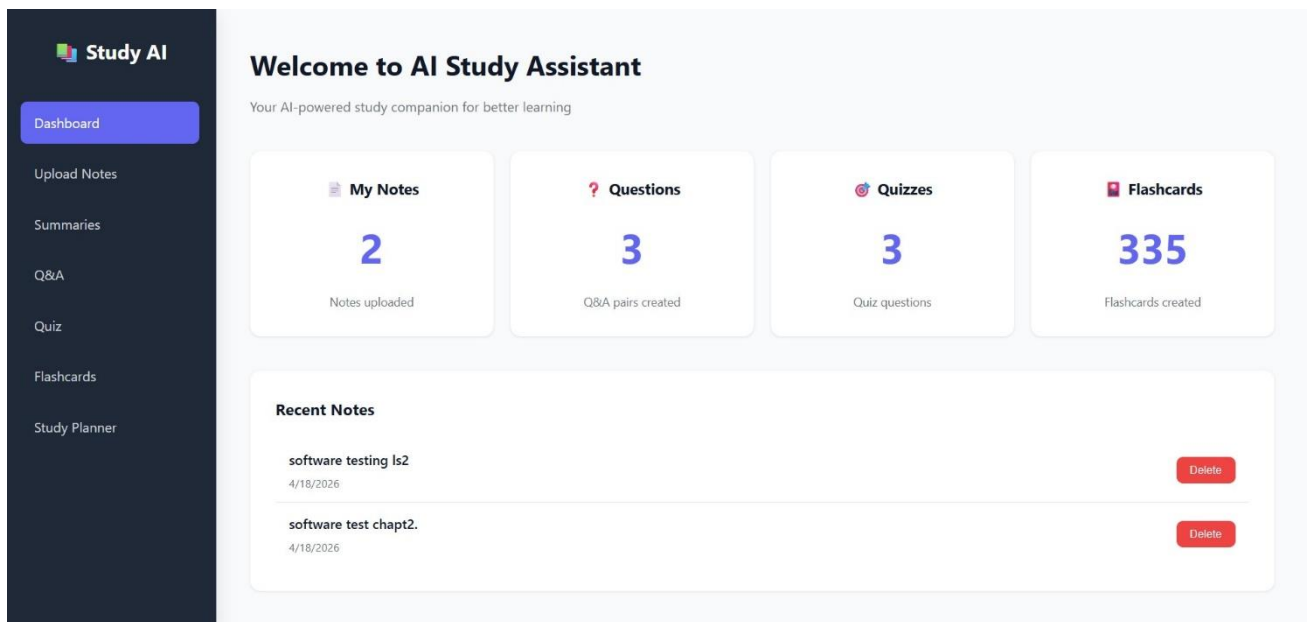 Study AI
Dashboard
Upload Notes
Summaries
Q&A
Quiz
Flashcards
Study Planner
Welcome to AI Study Assistant
Your AI-powered study companion for better learning
My Notes
2
Notes uploaded
Questions
3
Q&A pairs created
Quizzes
3
Quiz questions
Flashcards
335
Flashcards created
Recent Notes
software testing ls2
4/18/2026
Delete
software test chapt2.
4/18/2026
Delete